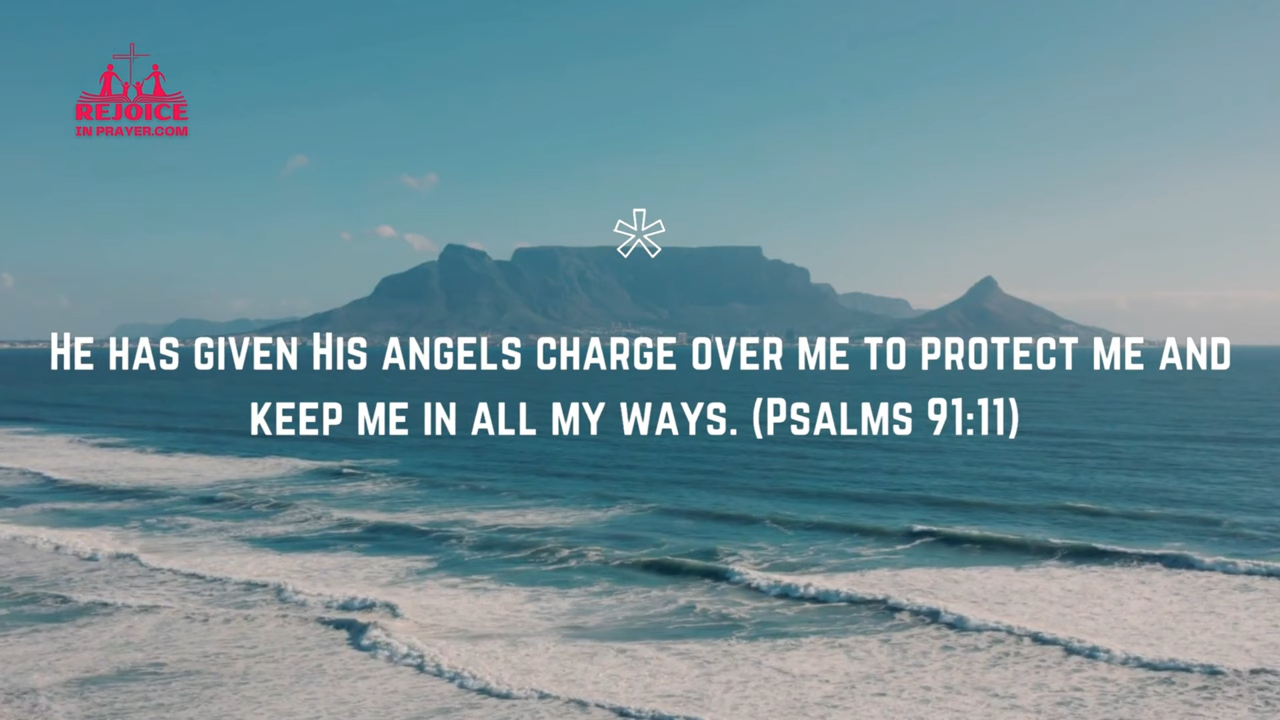 REJOICE
IN PRAYER.COM
He has given His angels charge over me to protect me and
keep me in all my ways. (Psalms 91:11)